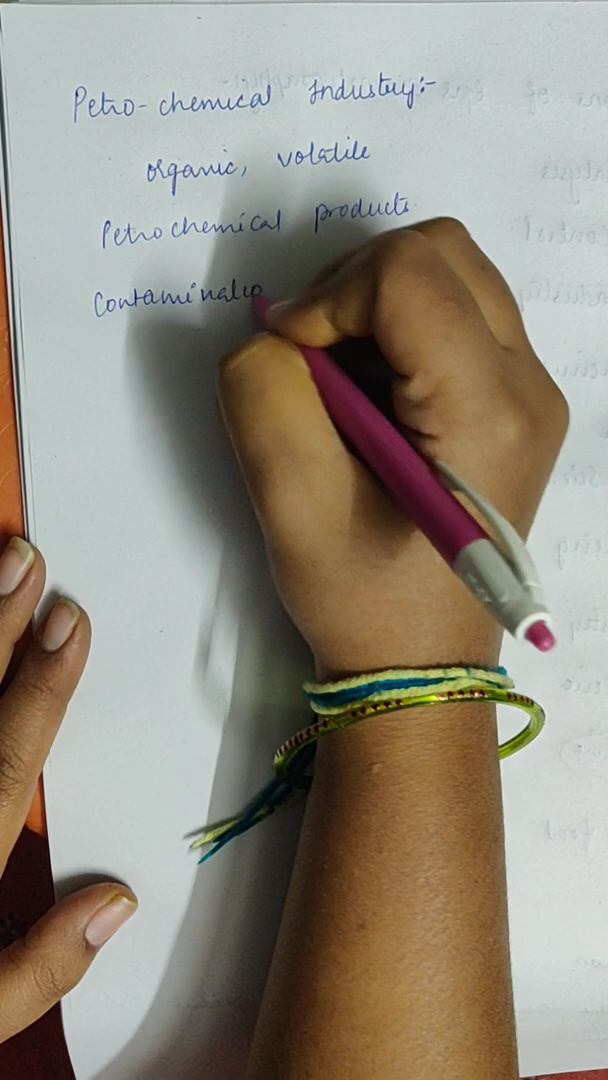 Petro-chemical Industry:-
organic, volatile
Petrochemical products.
Contaminatio